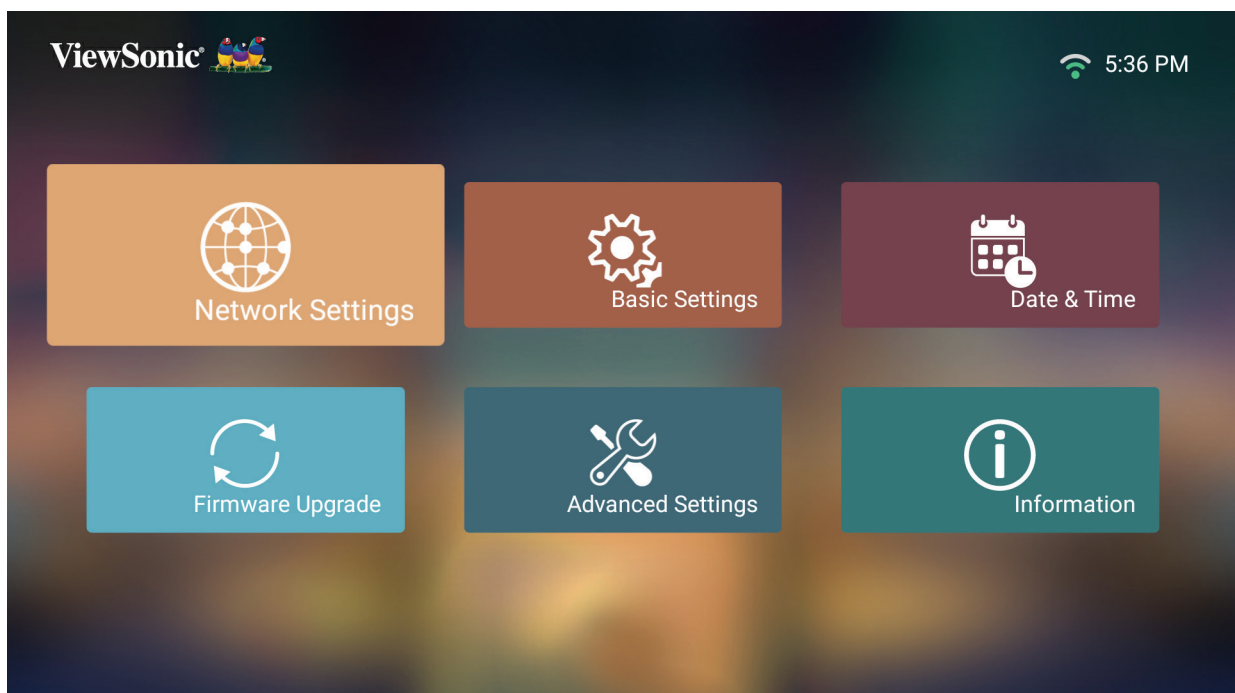 ViewSonic®
5:36 PM
Network Settings
Basic Settings
Date & Time
Firmware Upgrade
Advanced Settings
Information